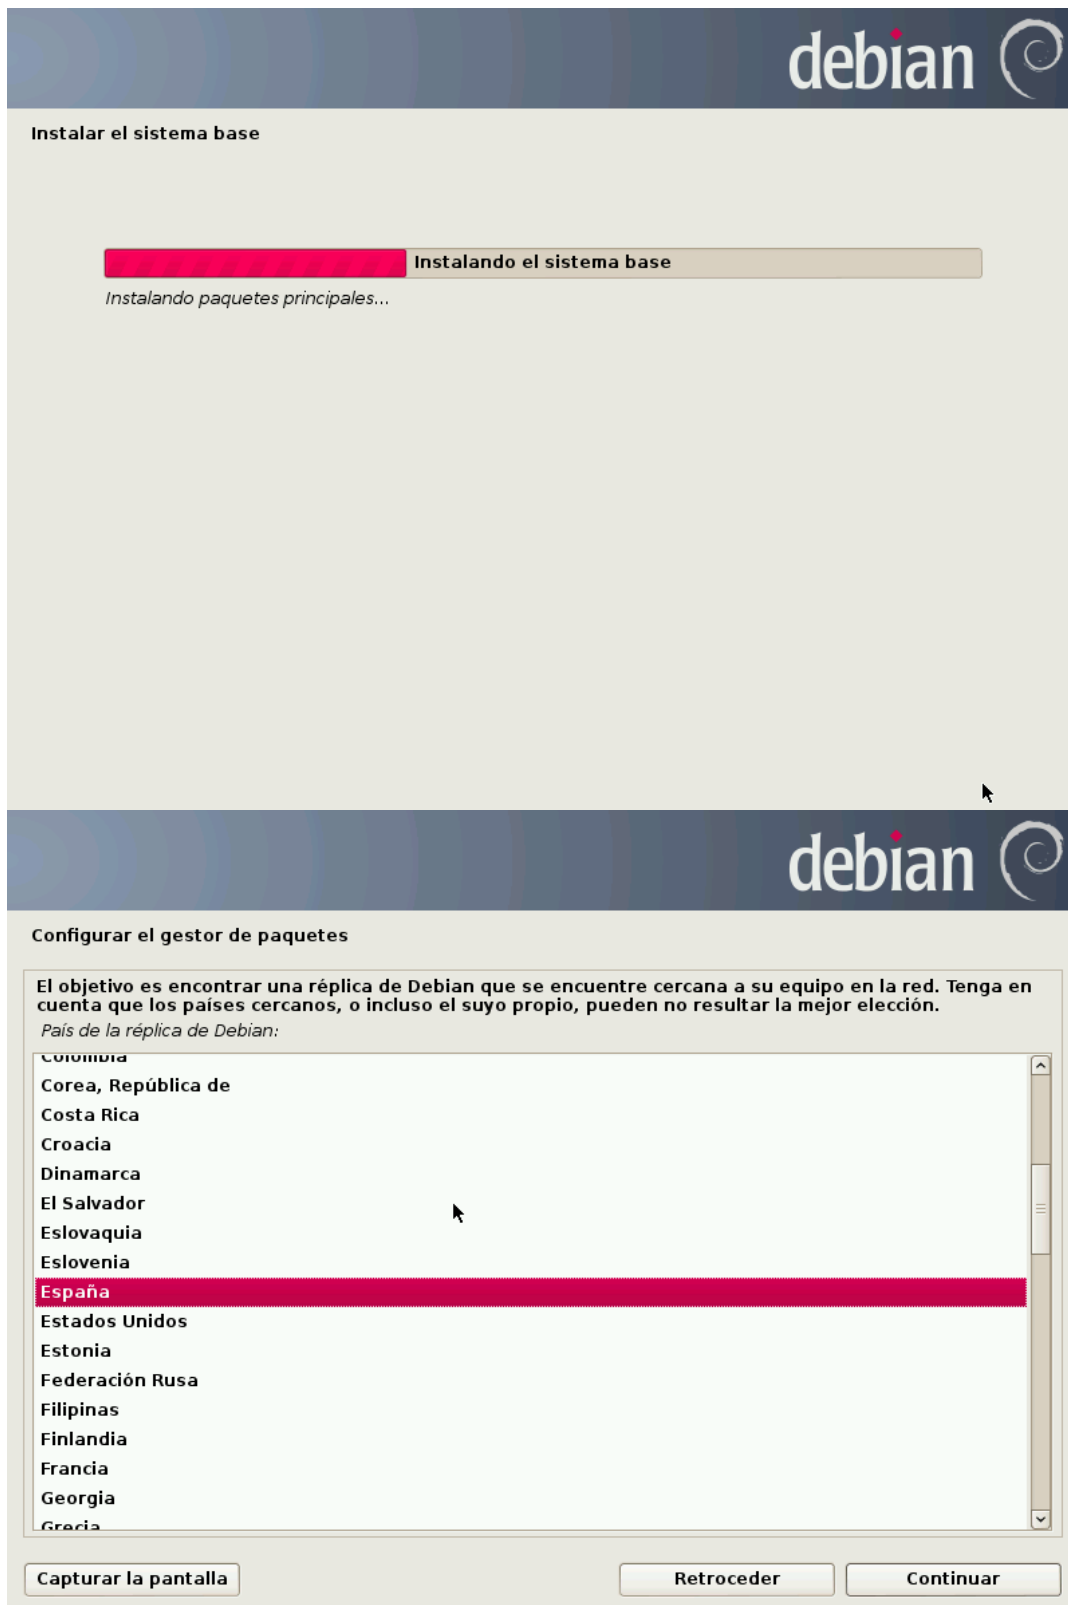 debian
Instalar el sistema base
Instalando el sistema base
Instalando paquetes principales...
debian
Configurar el gestor de paquetes
El objetivo es encontrar una réplica de Debian que se encuentre cercana a su equipo en la red. Tenga en
cuenta que los países cercanos, o incluso el suyo propio, pueden no resultar la mejor elección.
País de la réplica de Debian:
Colombia
Corea, República de
Costa Rica
Croacia
Dinamarca
El Salvador
Eslovaquia
Eslovenia
España
Estados Unidos
Estonia
Federación Rusa
Filipinas
Finlandia
Francia
Georgia
Grecia
Capturar la pantalla
Retroceder
Continuar